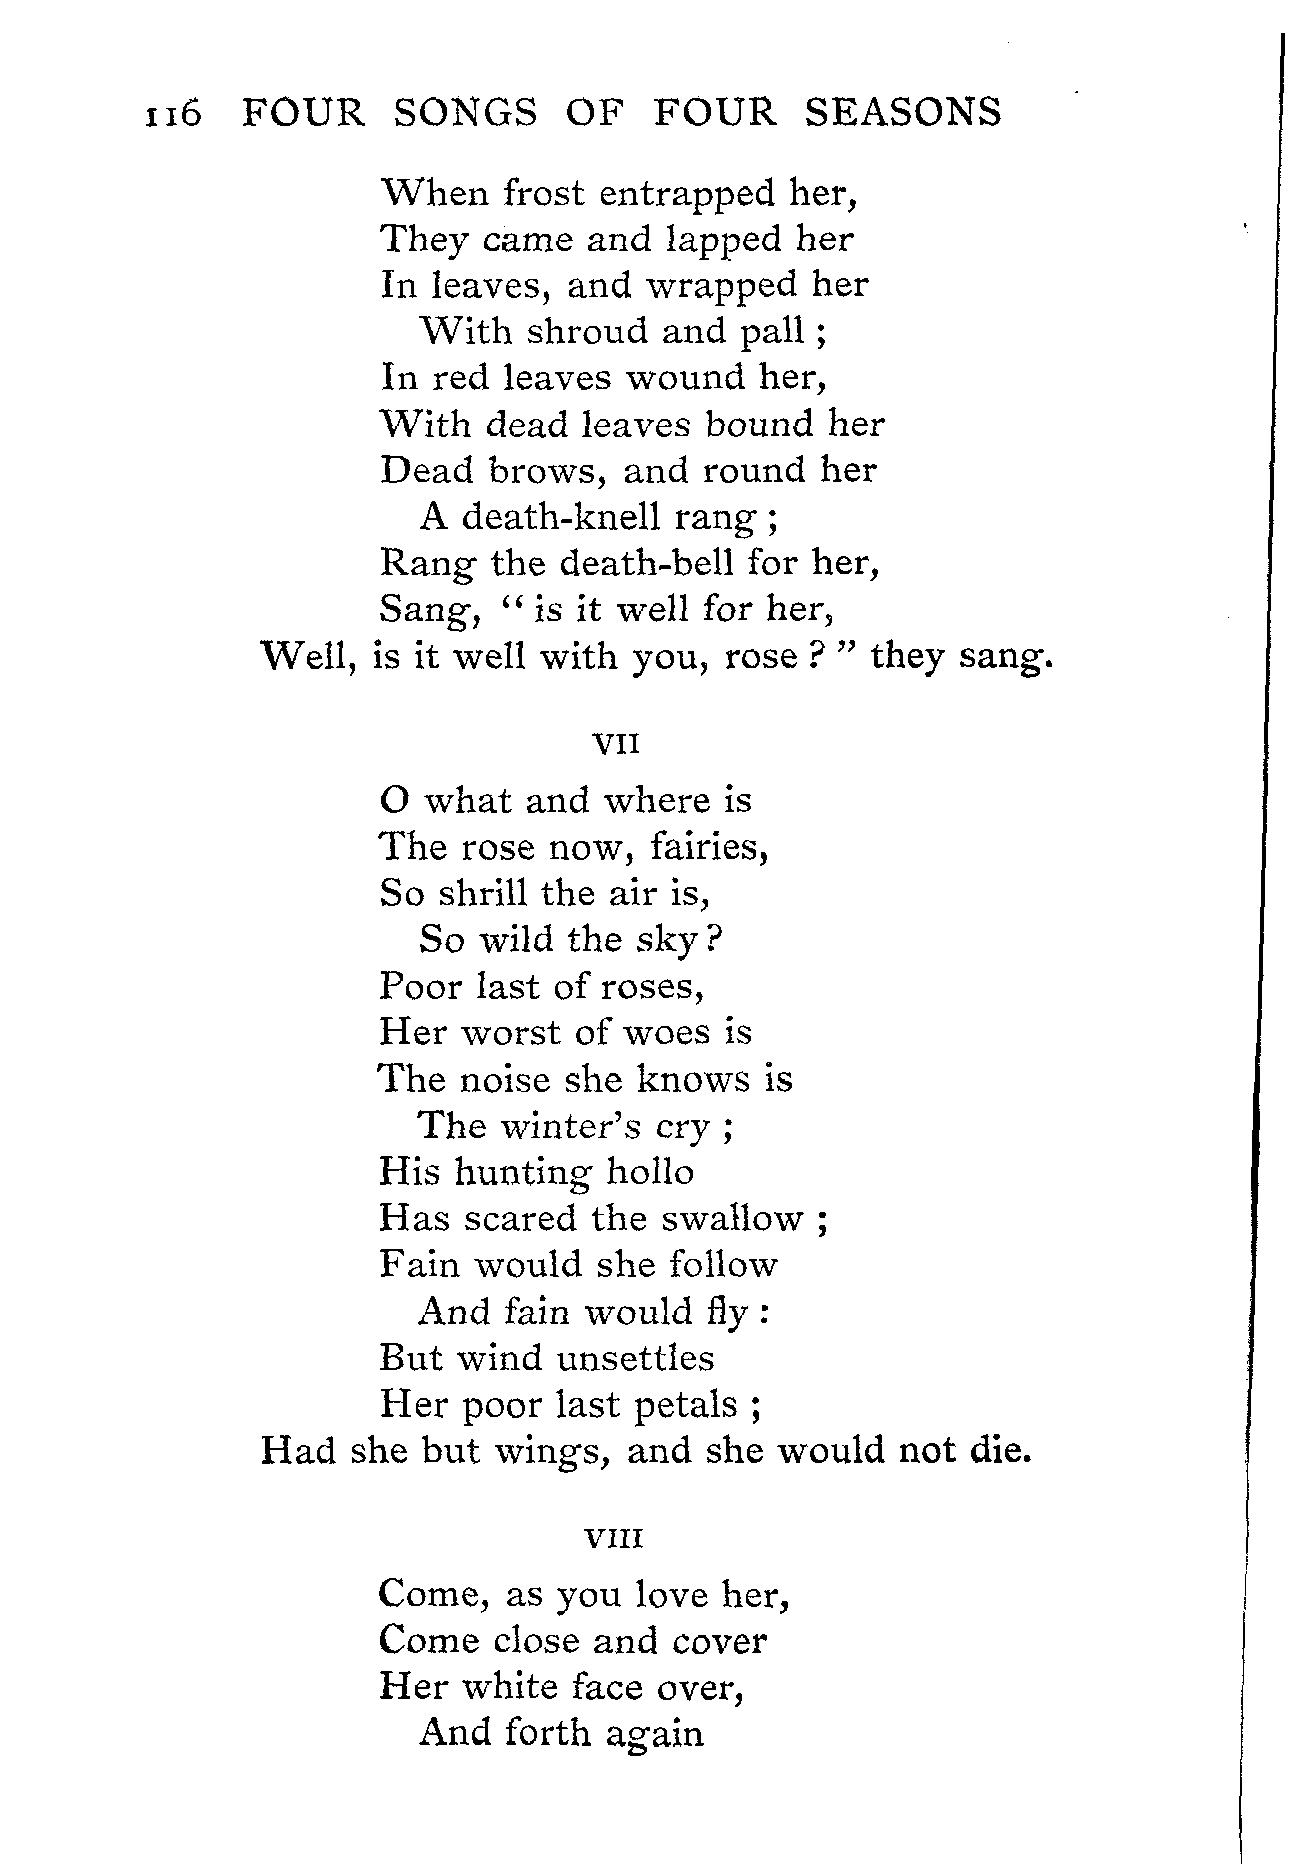 116 FOUR SONGS OF FOUR SEASONS
When frost entrapped her,
They came and lapped her
In leaves, and wrapped her
With shroud and pall ;
In red leaves wound her,
With dead leaves bound her
Dead brows, and round her
A death-knell rang ;
Rang the death-bell for her,
Sang, “ is it well for her,
Well, is it well with you, rose ? ” they sang.
VII
O what and where is
The rose now, fairies,
So shrill the air is,
So wild the sky ?
Poor last of roses,
Her worst of woes is
The noise she knows is
The winter’s cry ;
His hunting hollo
Has scared the swallow ;
Fain would she follow
And fain would fly :
But wind unsettles
Her poor last petals ;
Had she but wings, and she would not die.
VIII
Come, as you love her,
Come close and cover
Her white face over,
And forth again